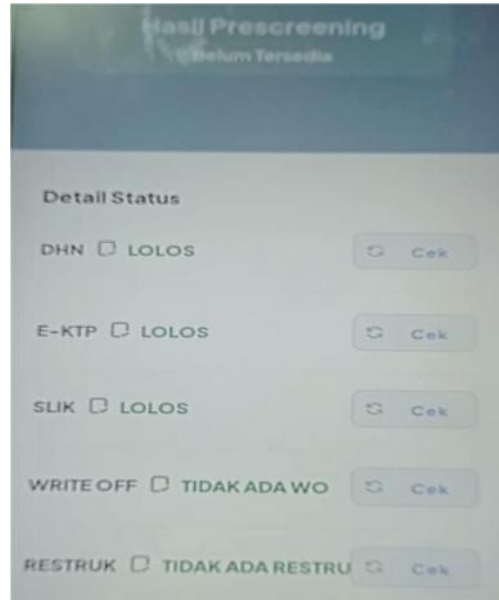 Hasil Prescreening
Belum Tersedia
Detail Status
DHN LOLOS Cek
E-KTP LOLOS Cek
SLIK LOLOS Cek
WRITE OFF TIDAK ADA WO Cek
RESTRUK TIDAK ADA RESTRU Cek